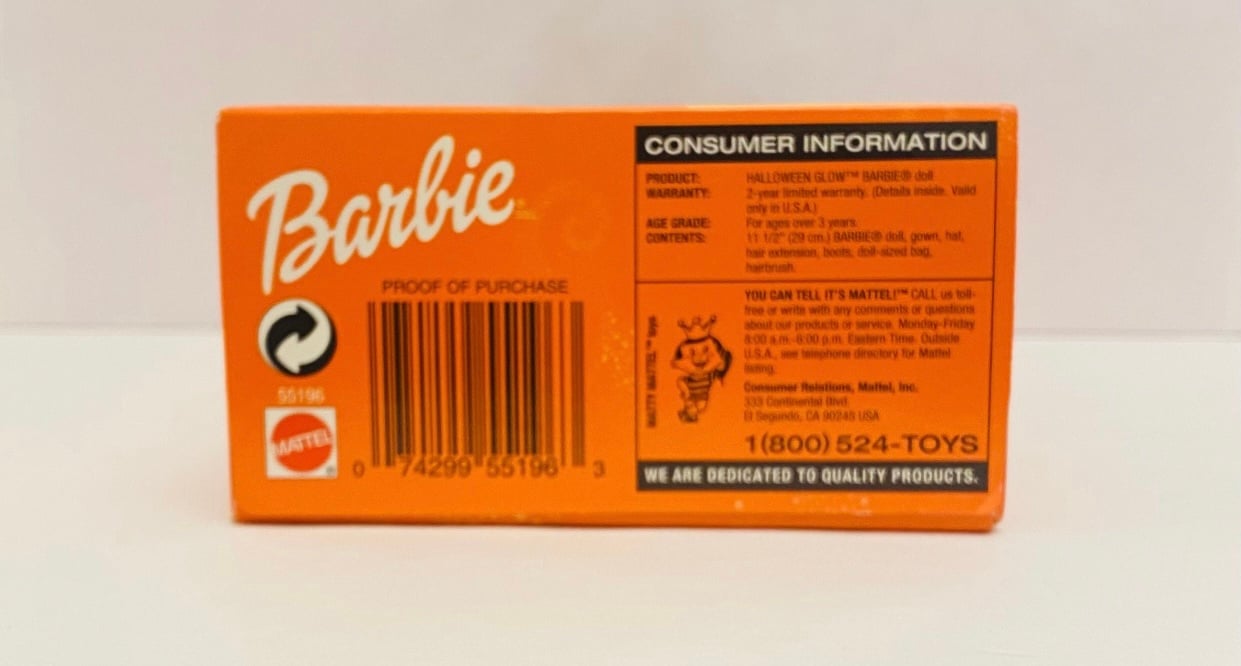 Barbie
PROOF OF PURCHASE
55196
MATTEL
®
0 74299 55196 3
CONSUMER INFORMATION
PRODUCT: HALLOWEEN GLOW™ BARBIE® doll
WARRANTY: 2-year limited warranty. (Details inside. Valid
only in U.S.A.)
AGE GRADE: For ages over 3 years.
CONTENTS: 11 1/2" (29 cm.) BARBIE® doll, gown, hat,
hair extension, boots, doll-sized bag,
hairbrush.
MATTY MATTEL™ toys
YOU CAN TELL IT'S MATTEL!™ CALL us toll-
free or write with any comments or questions
about our products or service. Monday-Friday
8:00 a.m.-6:00 p.m. Eastern Time. Outside
U.S.A., see telephone directory for Mattel
listing.
Consumer Relations, Mattel, Inc.
333 Continental Blvd.
El Segundo, CA 90245 USA
1(800) 524-TOYS
WE ARE DEDICATED TO QUALITY PRODUCTS.